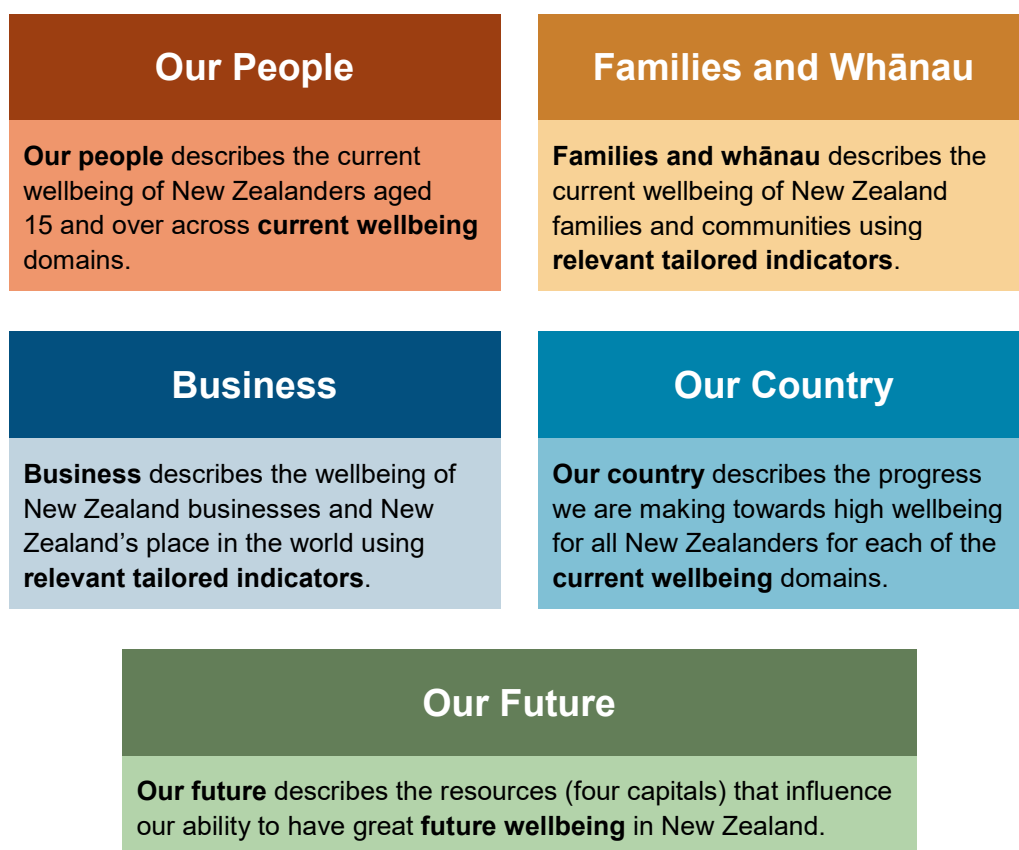 Our People
Our people describes the current
wellbeing of New Zealanders aged
15 and over across current wellbeing
domains.
Families and Whānau
Families and whānau describes the
current wellbeing of New Zealand
families and communities using
relevant tailored indicators.
Business
Business describes the wellbeing of
New Zealand businesses and New
Zealand’s place in the world using
relevant tailored indicators.
Our Country
Our country describes the progress
we are making towards high wellbeing
for all New Zealanders for each of the
current wellbeing domains.
Our Future
Our future describes the resources (four capitals) that influence
our ability to have great future wellbeing in New Zealand.